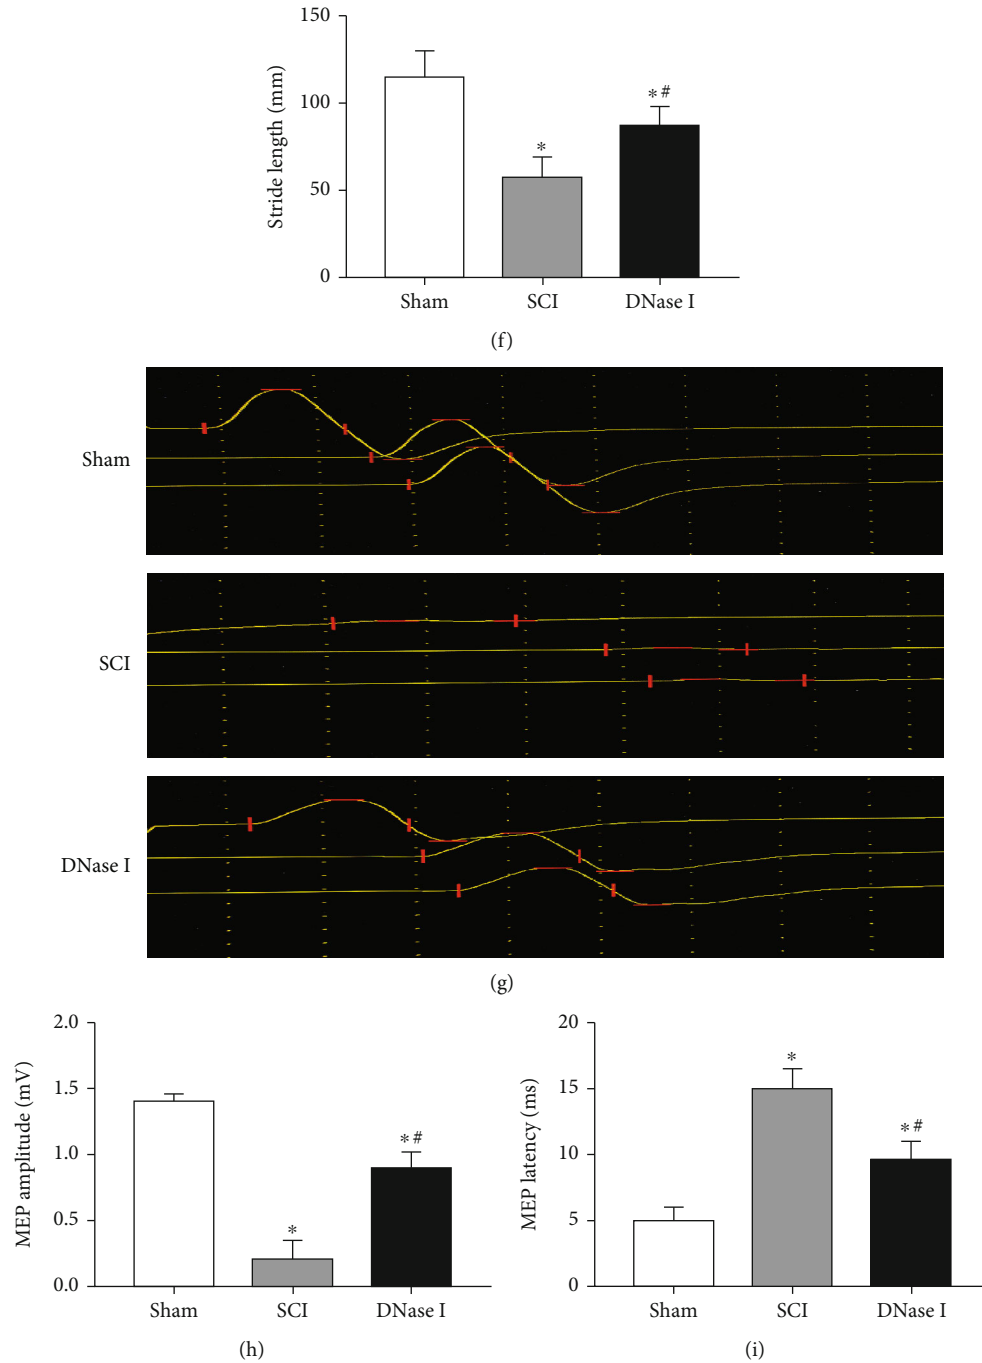 150
100
50
0
Stride length (mm)
*
* #
Sham
SCI
DNase I
(f)
Sham
SCI
DNase I
(g)
2.0
1.5
1.0
0.5
0.0
MEP amplitude (mV)
*
* #
Sham
SCI
DNase I
(h)
20
15
10
5
0
MEP latency (ms)
*
* #
Sham
SCI
DNase I
(i)